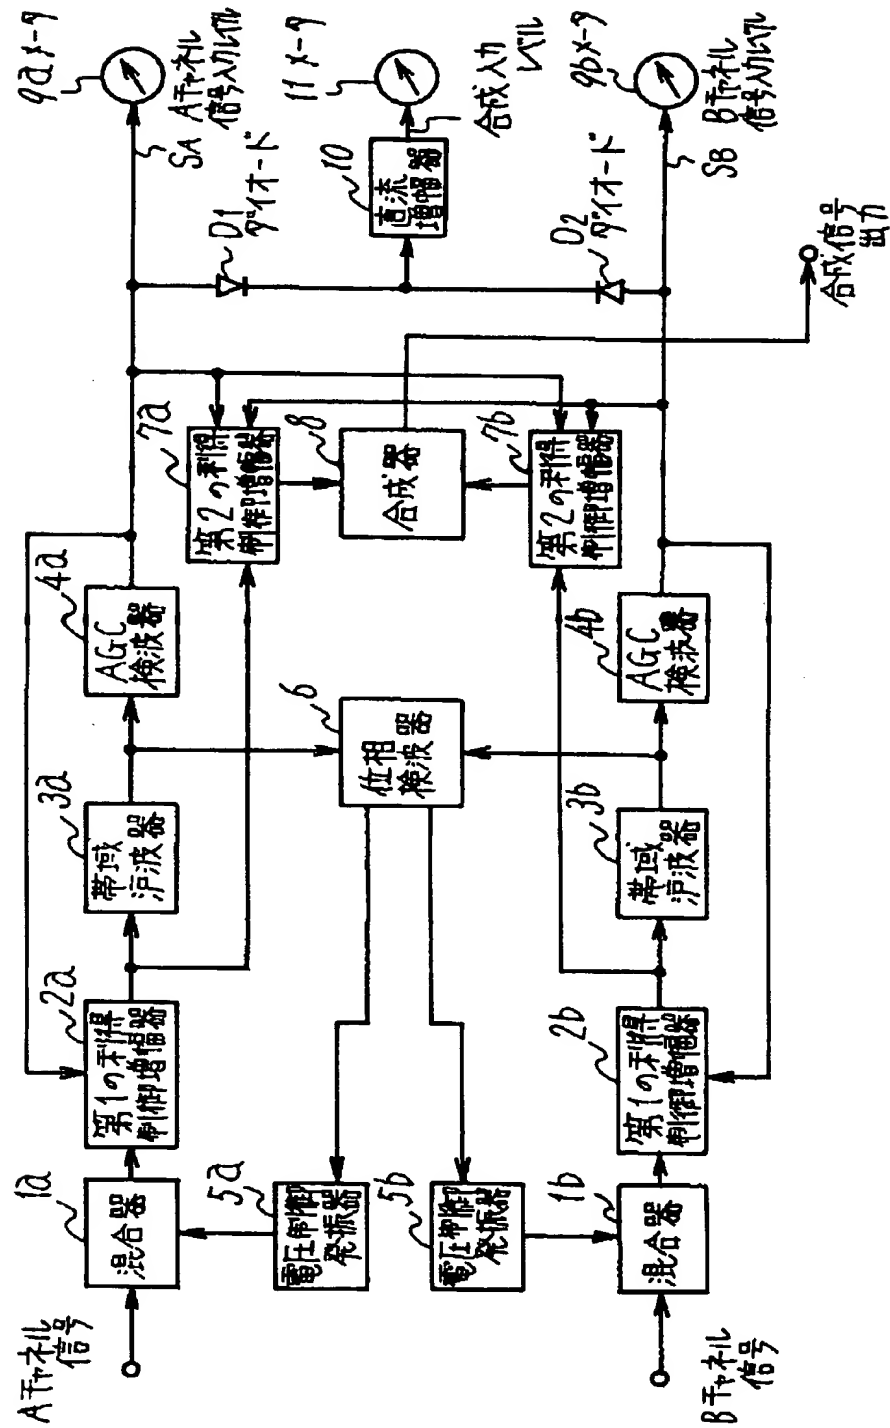 Aチャネル
信号
1a
混合器
2a
第1の利得
制御増幅器
3a
帯域
沪波器
4a
AGC
検波器
SA
Aチャネル
信号入力レベル
9aメータ
5a
電圧制御
発振器
5b
電圧制御
発振器
6
位相
検波器
7a
第2の利得
制御増幅器
8
合成器
7b
第2の利得
制御増幅器
D1
ダイオード
10
直流
増幅器
11メータ
合成入力
レベル
D2
ダイオード
Bチャネル
信号
1b
混合器
2b
第1の利得
制御増幅器
3b
帯域
沪波器
4b
AGC
検波器
SB
Bチャネル
信号入力レベル
9bメータ
合成信号
出力